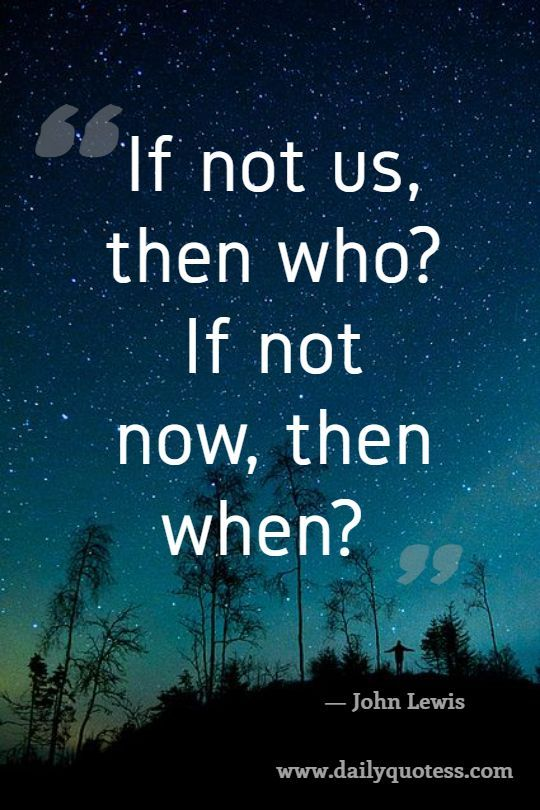 “
If not us,
then who?
If not
now, then
when?
”
— John Lewis
www.dailyquotess.com